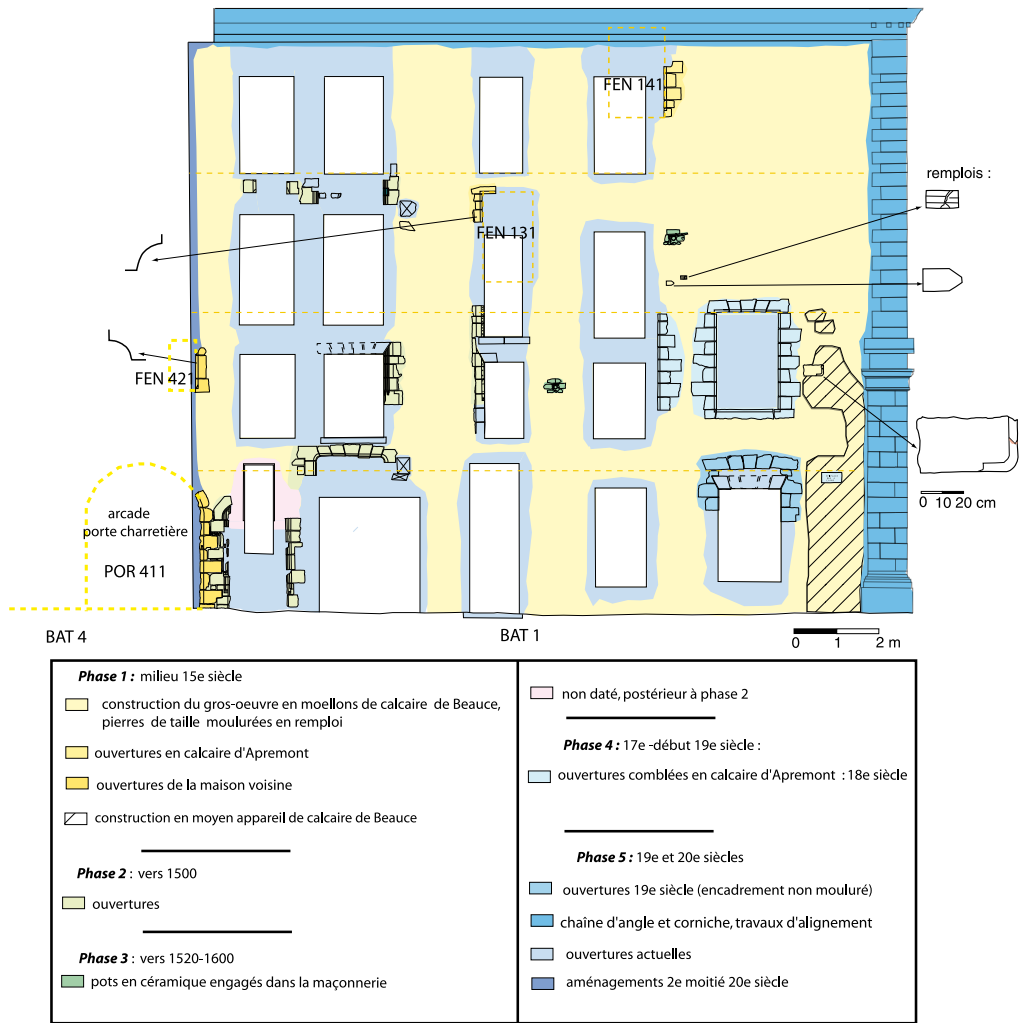 FEN 141
remplois :
FEN 131
FEN 421
0 10 20 cm
arcade
porte charretière
POR 411
BAT 4
BAT 1
0 1 2 m
Phase 1 : milieu 15e siècle
construction du gros-oeuvre en moellons de calcaire de Beauce,
pierres de taille moulurées en remploi
ouvertures en calcaire d'Apremont
ouvertures de la maison voisine
construction en moyen appareil de calcaire de Beauce
Phase 2 : vers 1500
ouvertures
Phase 3 : vers 1520-1600
pots en céramique engagés dans la maçonnerie
non daté, postérieur à phase 2
Phase 4 : 17e -début 19e siècle :
ouvertures comblées en calcaire d'Apremont : 18e siècle
Phase 5 : 19e et 20e siècles
ouvertures 19e siècle (encadrement non mouluré)
chaîne d'angle et corniche, travaux d'alignement
ouvertures actuelles
aménagements 2e moitié 20e siècle